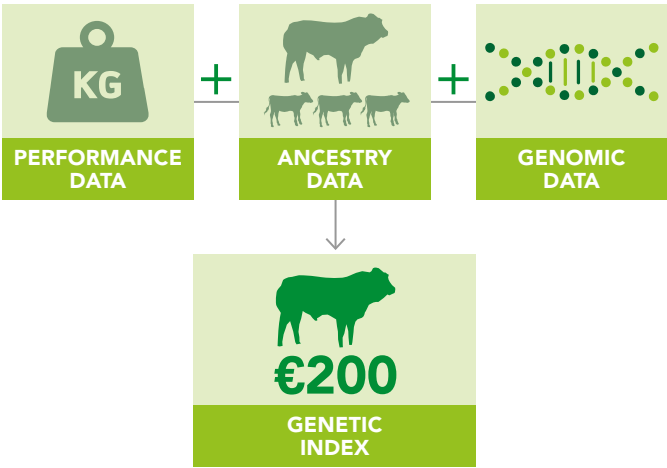 KG
+
+
PERFORMANCE
DATA
ANCESTRY
DATA
GENOMIC
DATA
€200
GENETIC
INDEX